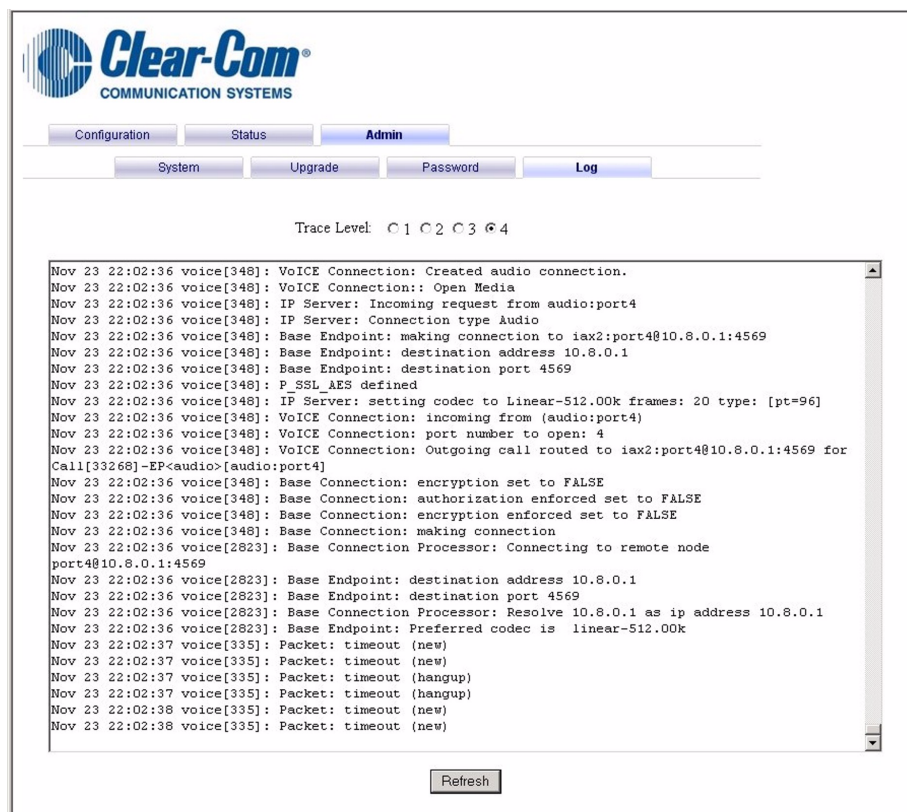 Clear-Com®
COMMUNICATION SYSTEMS
Configuration Status Admin
System Upgrade Password Log
Trace Level: 1 2 3 4
Nov 23 22:02:36 voice[348]: VoICE Connection: Created audio connection.
Nov 23 22:02:36 voice[348]: VoICE Connection:: Open Media
Nov 23 22:02:36 voice[348]: IP Server: Incoming request from audio:port4
Nov 23 22:02:36 voice[348]: IP Server: Connection type Audio
Nov 23 22:02:36 voice[348]: Base Endpoint: making connection to iax2:port4@10.8.0.1:4569
Nov 23 22:02:36 voice[348]: Base Endpoint: destination address 10.8.0.1
Nov 23 22:02:36 voice[348]: Base Endpoint: destination port 4569
Nov 23 22:02:36 voice[348]: P_SSL_AES defined
Nov 23 22:02:36 voice[348]: IP Server: setting codec to Linear-512.00k frames: 20 type: [pt=96]
Nov 23 22:02:36 voice[348]: VoICE Connection: incoming from (audio:port4)
Nov 23 22:02:36 voice[348]: VoICE Connection: port number to open: 4
Nov 23 22:02:36 voice[348]: VoICE Connection: Outgoing call routed to iax2:port4@10.8.0.1:4569 for
Call[33268]-EP<audio>[audio:port4]
Nov 23 22:02:36 voice[348]: Base Connection: encryption set to FALSE
Nov 23 22:02:36 voice[348]: Base Connection: authorization enforced set to FALSE
Nov 23 22:02:36 voice[348]: Base Connection: encryption enforced set to FALSE
Nov 23 22:02:36 voice[348]: Base Connection: making connection
Nov 23 22:02:36 voice[2823]: Base Connection Processor: Connecting to remote node
port4@10.8.0.1:4569
Nov 23 22:02:36 voice[2823]: Base Endpoint: destination address 10.8.0.1
Nov 23 22:02:36 voice[2823]: Base Endpoint: destination port 4569
Nov 23 22:02:36 voice[2823]: Base Connection Processor: Resolve 10.8.0.1 as ip address 10.8.0.1
Nov 23 22:02:36 voice[2823]: Base Endpoint: Preferred codec is  linear-512.00k
Nov 23 22:02:37 voice[335]: Packet: timeout (new)
Nov 23 22:02:37 voice[335]: Packet: timeout (new)
Nov 23 22:02:37 voice[335]: Packet: timeout (hangup)
Nov 23 22:02:37 voice[335]: Packet: timeout (hangup)
Nov 23 22:02:38 voice[335]: Packet: timeout (new)
Nov 23 22:02:38 voice[335]: Packet: timeout (new)
Refresh